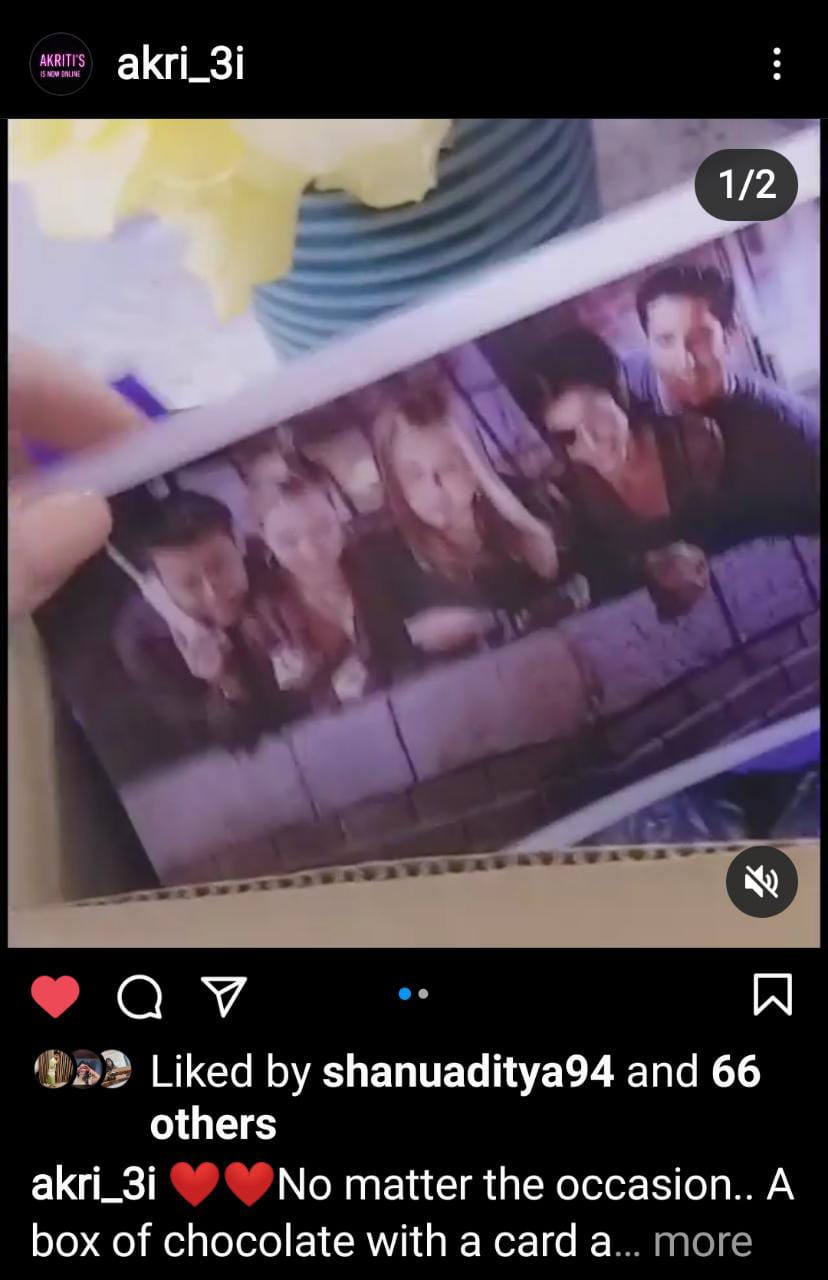 AKRITI'S
IS NOW ONLINE
akri_3i
1/2
Liked by shanuaditya94 and 66
others
akri_3i ❤️❤️No matter the occasion.. A
box of chocolate with a card a... more